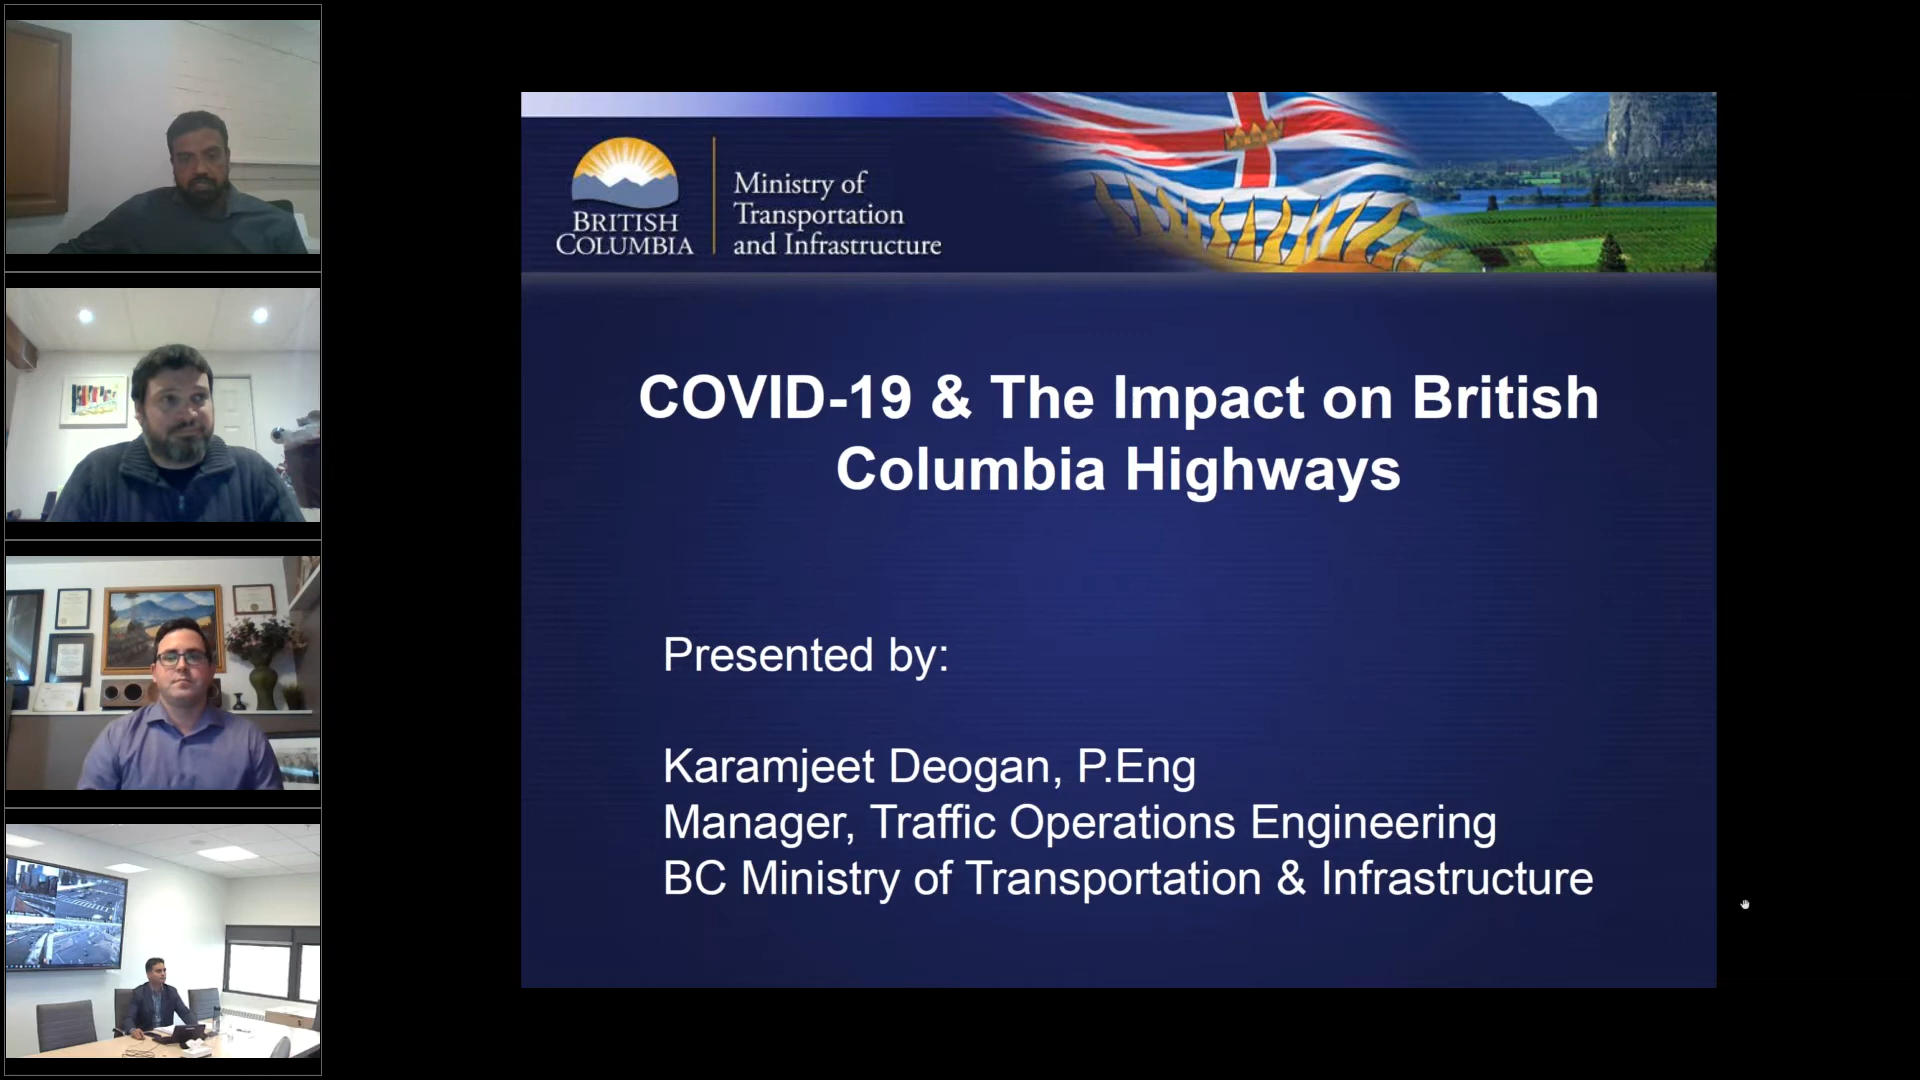 BRITISH
COLUMBIA
Ministry of
Transportation
and Infrastructure
COVID-19 & The Impact on British
Columbia Highways
Presented by:
Karamjeet Deogan, P.Eng
Manager, Traffic Operations Engineering
BC Ministry of Transportation & Infrastructure